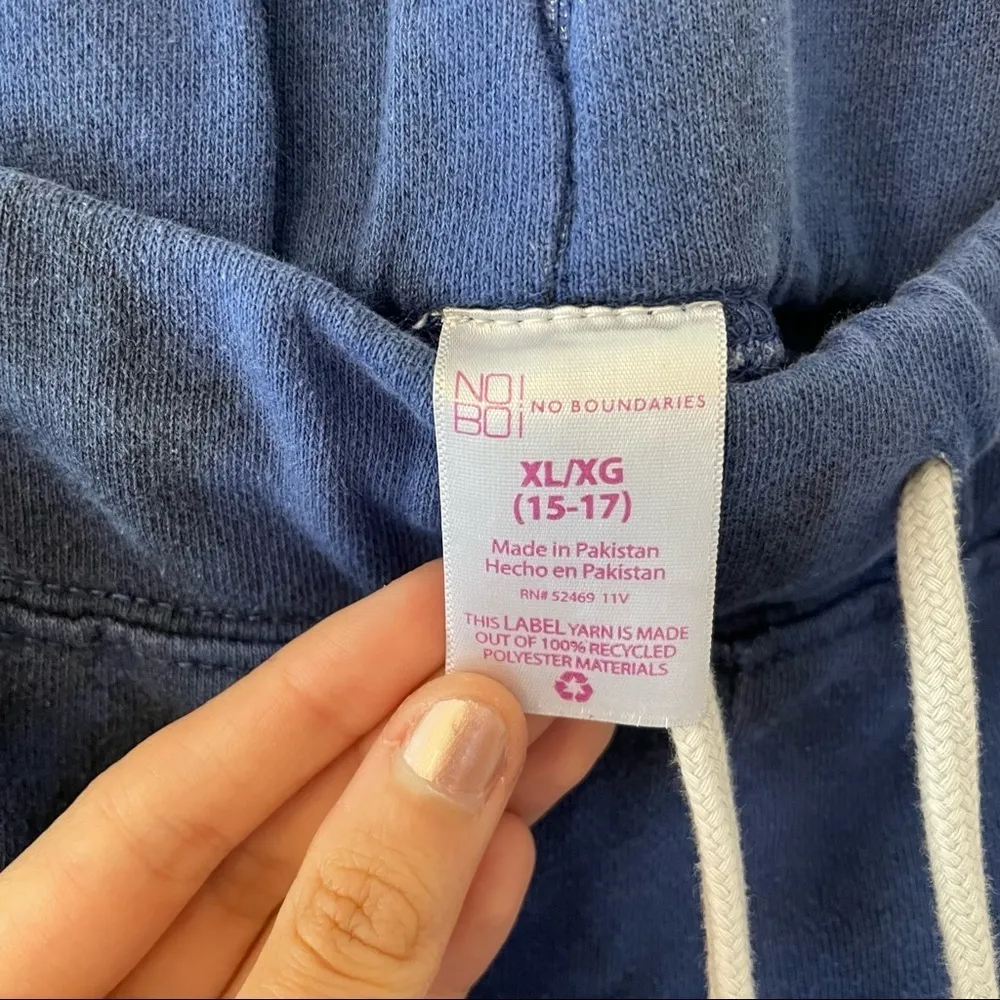 NO!
BOi
NO BOUNDARIES
XL/XG
(15-17)
Made in Pakistan
Hecho en Pakistan
RN# 52469 11V
THIS LABEL YARN IS MADE
OUT OF 100% RECYCLED
POLYESTER MATERIALS